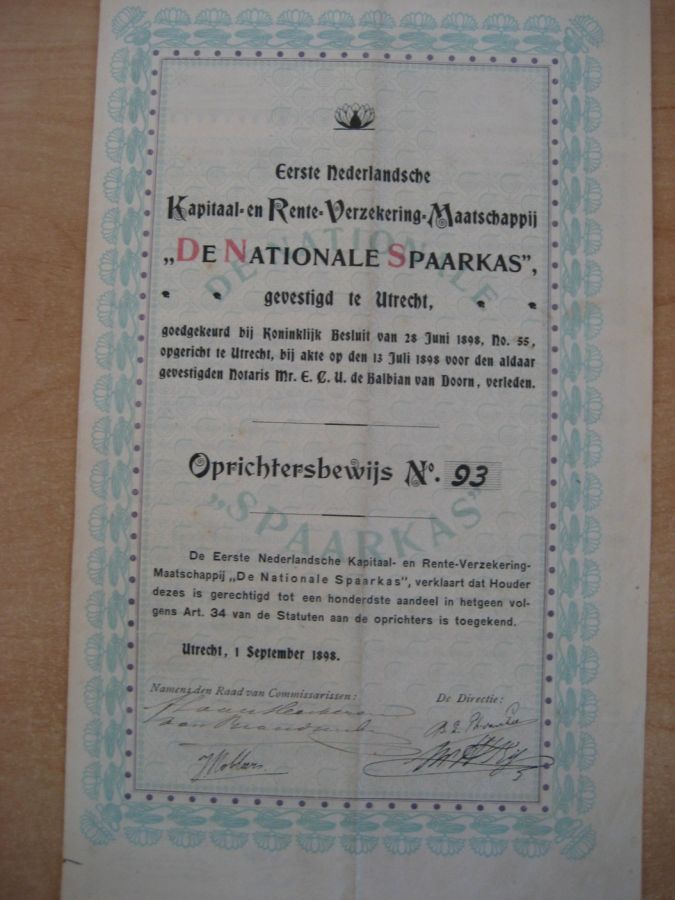 Eerste Nederlandsche
Kapitaal- en Rente-Verzekering-Maatschappij
„DE NATIONALE SPAARKAS”,
gevestigd te Utrecht,
goedgekeurd bij Koninklijk Besluit van 28 Juni 1898, No. 55,
opgericht te Utrecht, bij akte op den 13 Juli 1898 voor den aldaar
gevestigden Notaris Mr. E. C. U. de Balbian van Doorn, verleden.
Oprichtersbewijs No. 93
De Eerste Nederlandsche Kapitaal- en Rente-Verzekering-
Maatschappij „De Nationale Spaarkas”, verklaart dat Houder
dezes is gerechtigd tot een honderdste aandeel in hetgeen vol-
gens Art. 34 van de Statuten aan de oprichters is toegekend.
Utrecht, 1 September 1898.
Namens den Raad van Commissarissen: De Directie:
DE NATIONALE
„SPAARKAS”